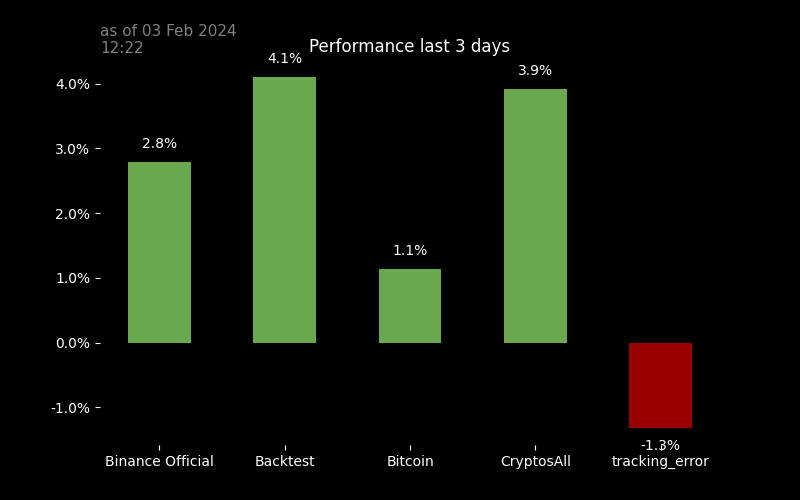 as of 03 Feb 2024
12:22
Performance last 3 days
4.1%
3.9%
2.8%
1.1%
-1.3%
4.0%
3.0%
2.0%
1.0%
0.0%
-1.0%
Binance Official
Backtest
Bitcoin
CryptosAll
tracking_error